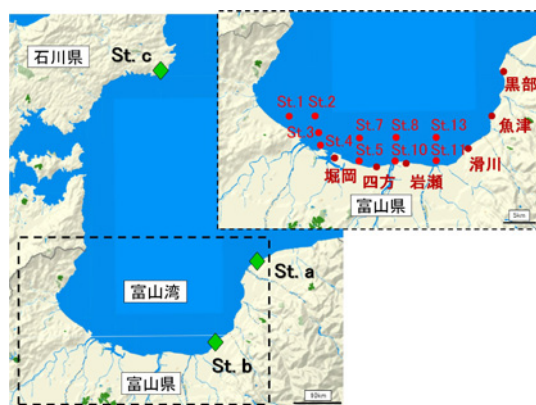 石川県
St. c
富山湾
St. a
St. b
富山県
St.1
St.2
St.3
St.4
St.7
St.8
St.13
St.5
St.10
St.11
黒部
魚津
滑川
堀岡
四方
岩瀬
富山県